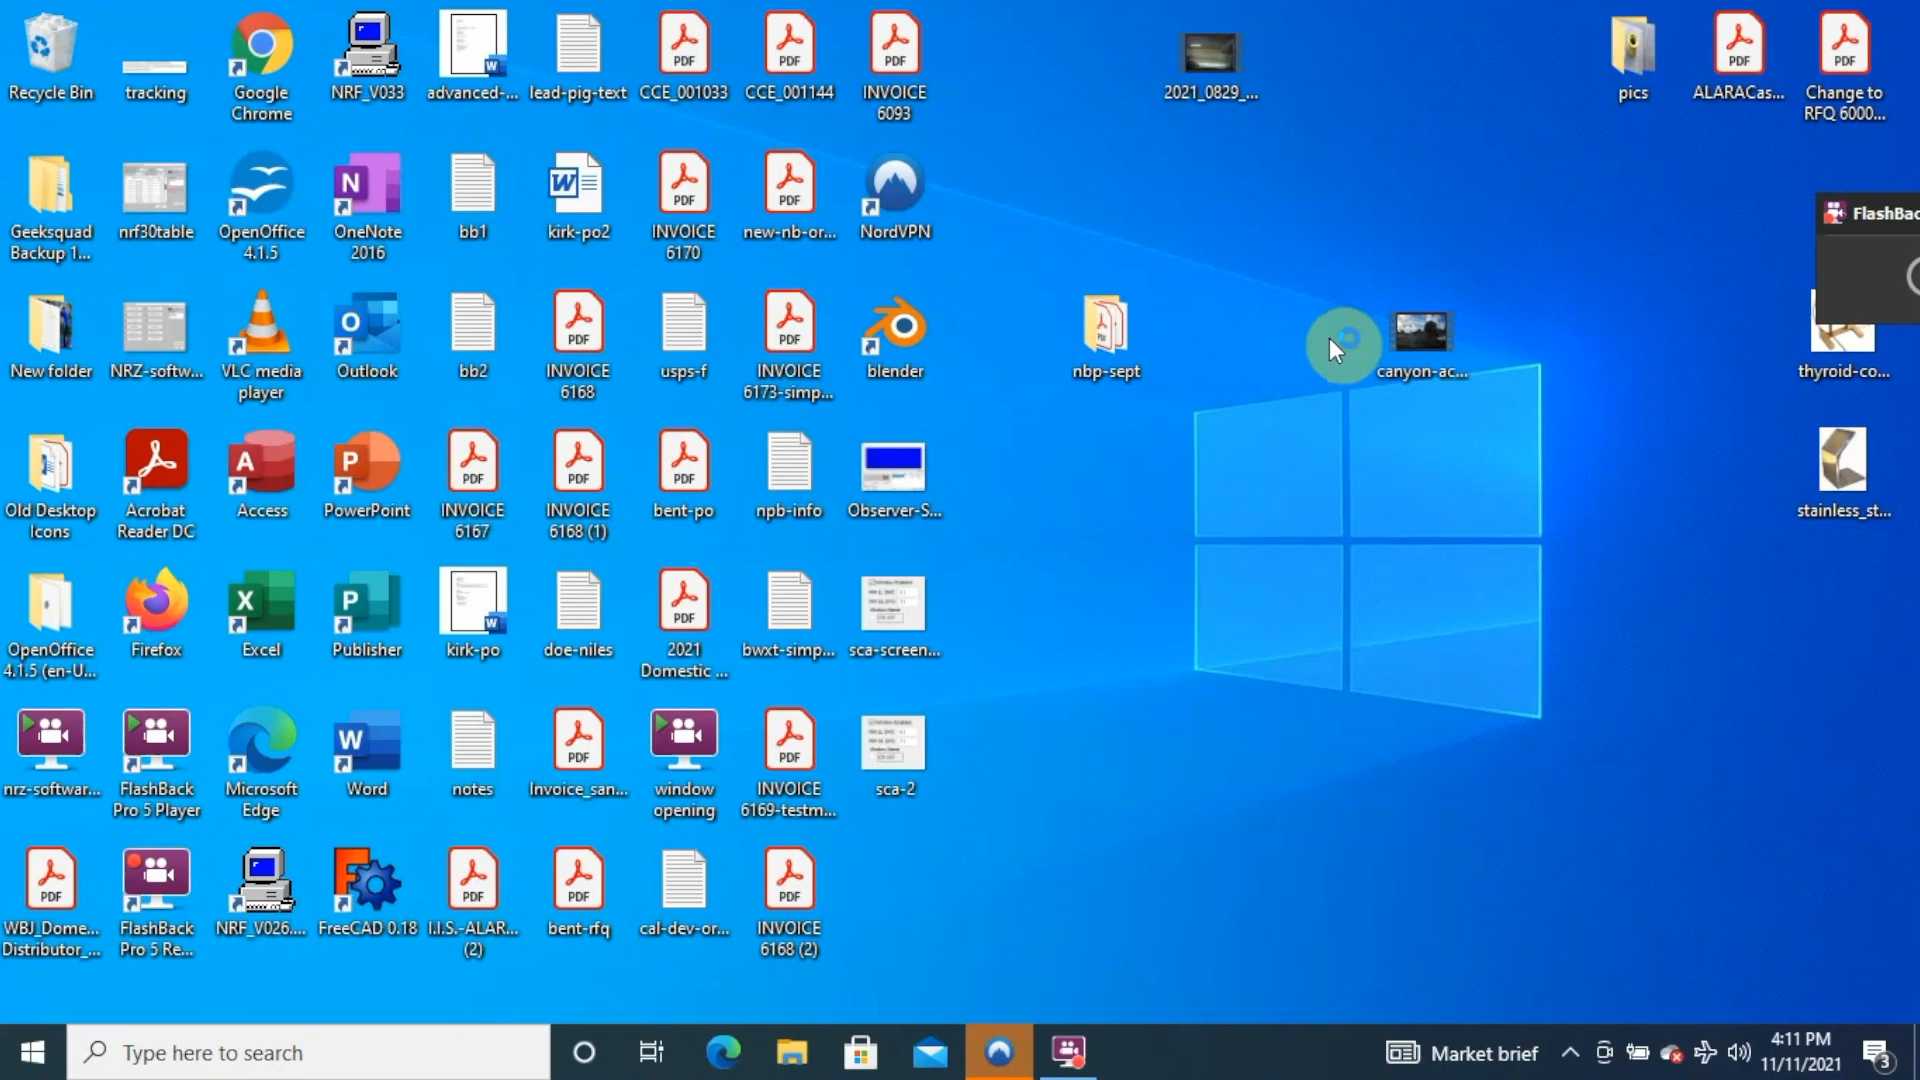 Recycle Bin
tracking
Google
Chrome
NRF_V033
advanced-...
lead-pig-text
CCE_001033
CCE_001144
INVOICE
6093
2021_0829_...
pics
ALARACas...
Change to
RFQ 6000...
Geeksquad
Backup 1...
nrf30table
OpenOffice
4.1.5
OneNote
2016
bb1
kirk-po2
INVOICE
6170
new-nb-or...
NordVPN
FlashBac
New folder
NRZ-softw...
VLC media
player
Outlook
bb2
INVOICE
6168
usps-f
INVOICE
6173-simp...
blender
nbp-sept
canyon-ac...
thyroid-co...
Old Desktop
Icons
Acrobat
Reader DC
Access
PowerPoint
INVOICE
6167
INVOICE
6168 (1)
bent-po
npb-info
Observer-S...
stainless_st...
OpenOffice
4.1.5 (en-U...
Firefox
Excel
Publisher
kirk-po
doe-niles
2021
Domestic ...
bwxt-simp...
sca-screen...
nrz-softwar...
FlashBack
Pro 5 Player
Microsoft
Edge
Word
notes
Invoice_san...
window
opening
INVOICE
6169-testm...
sca-2
WBJ_Dome...
Distributor_...
FlashBack
Pro 5 Re...
NRF_V026....
FreeCAD 0.18
I.I.S.-ALAR...
(2)
bent-rfq
cal-dev-or...
INVOICE
6168 (2)
Type here to search
Market brief
4:11 PM
11/11/2021
3